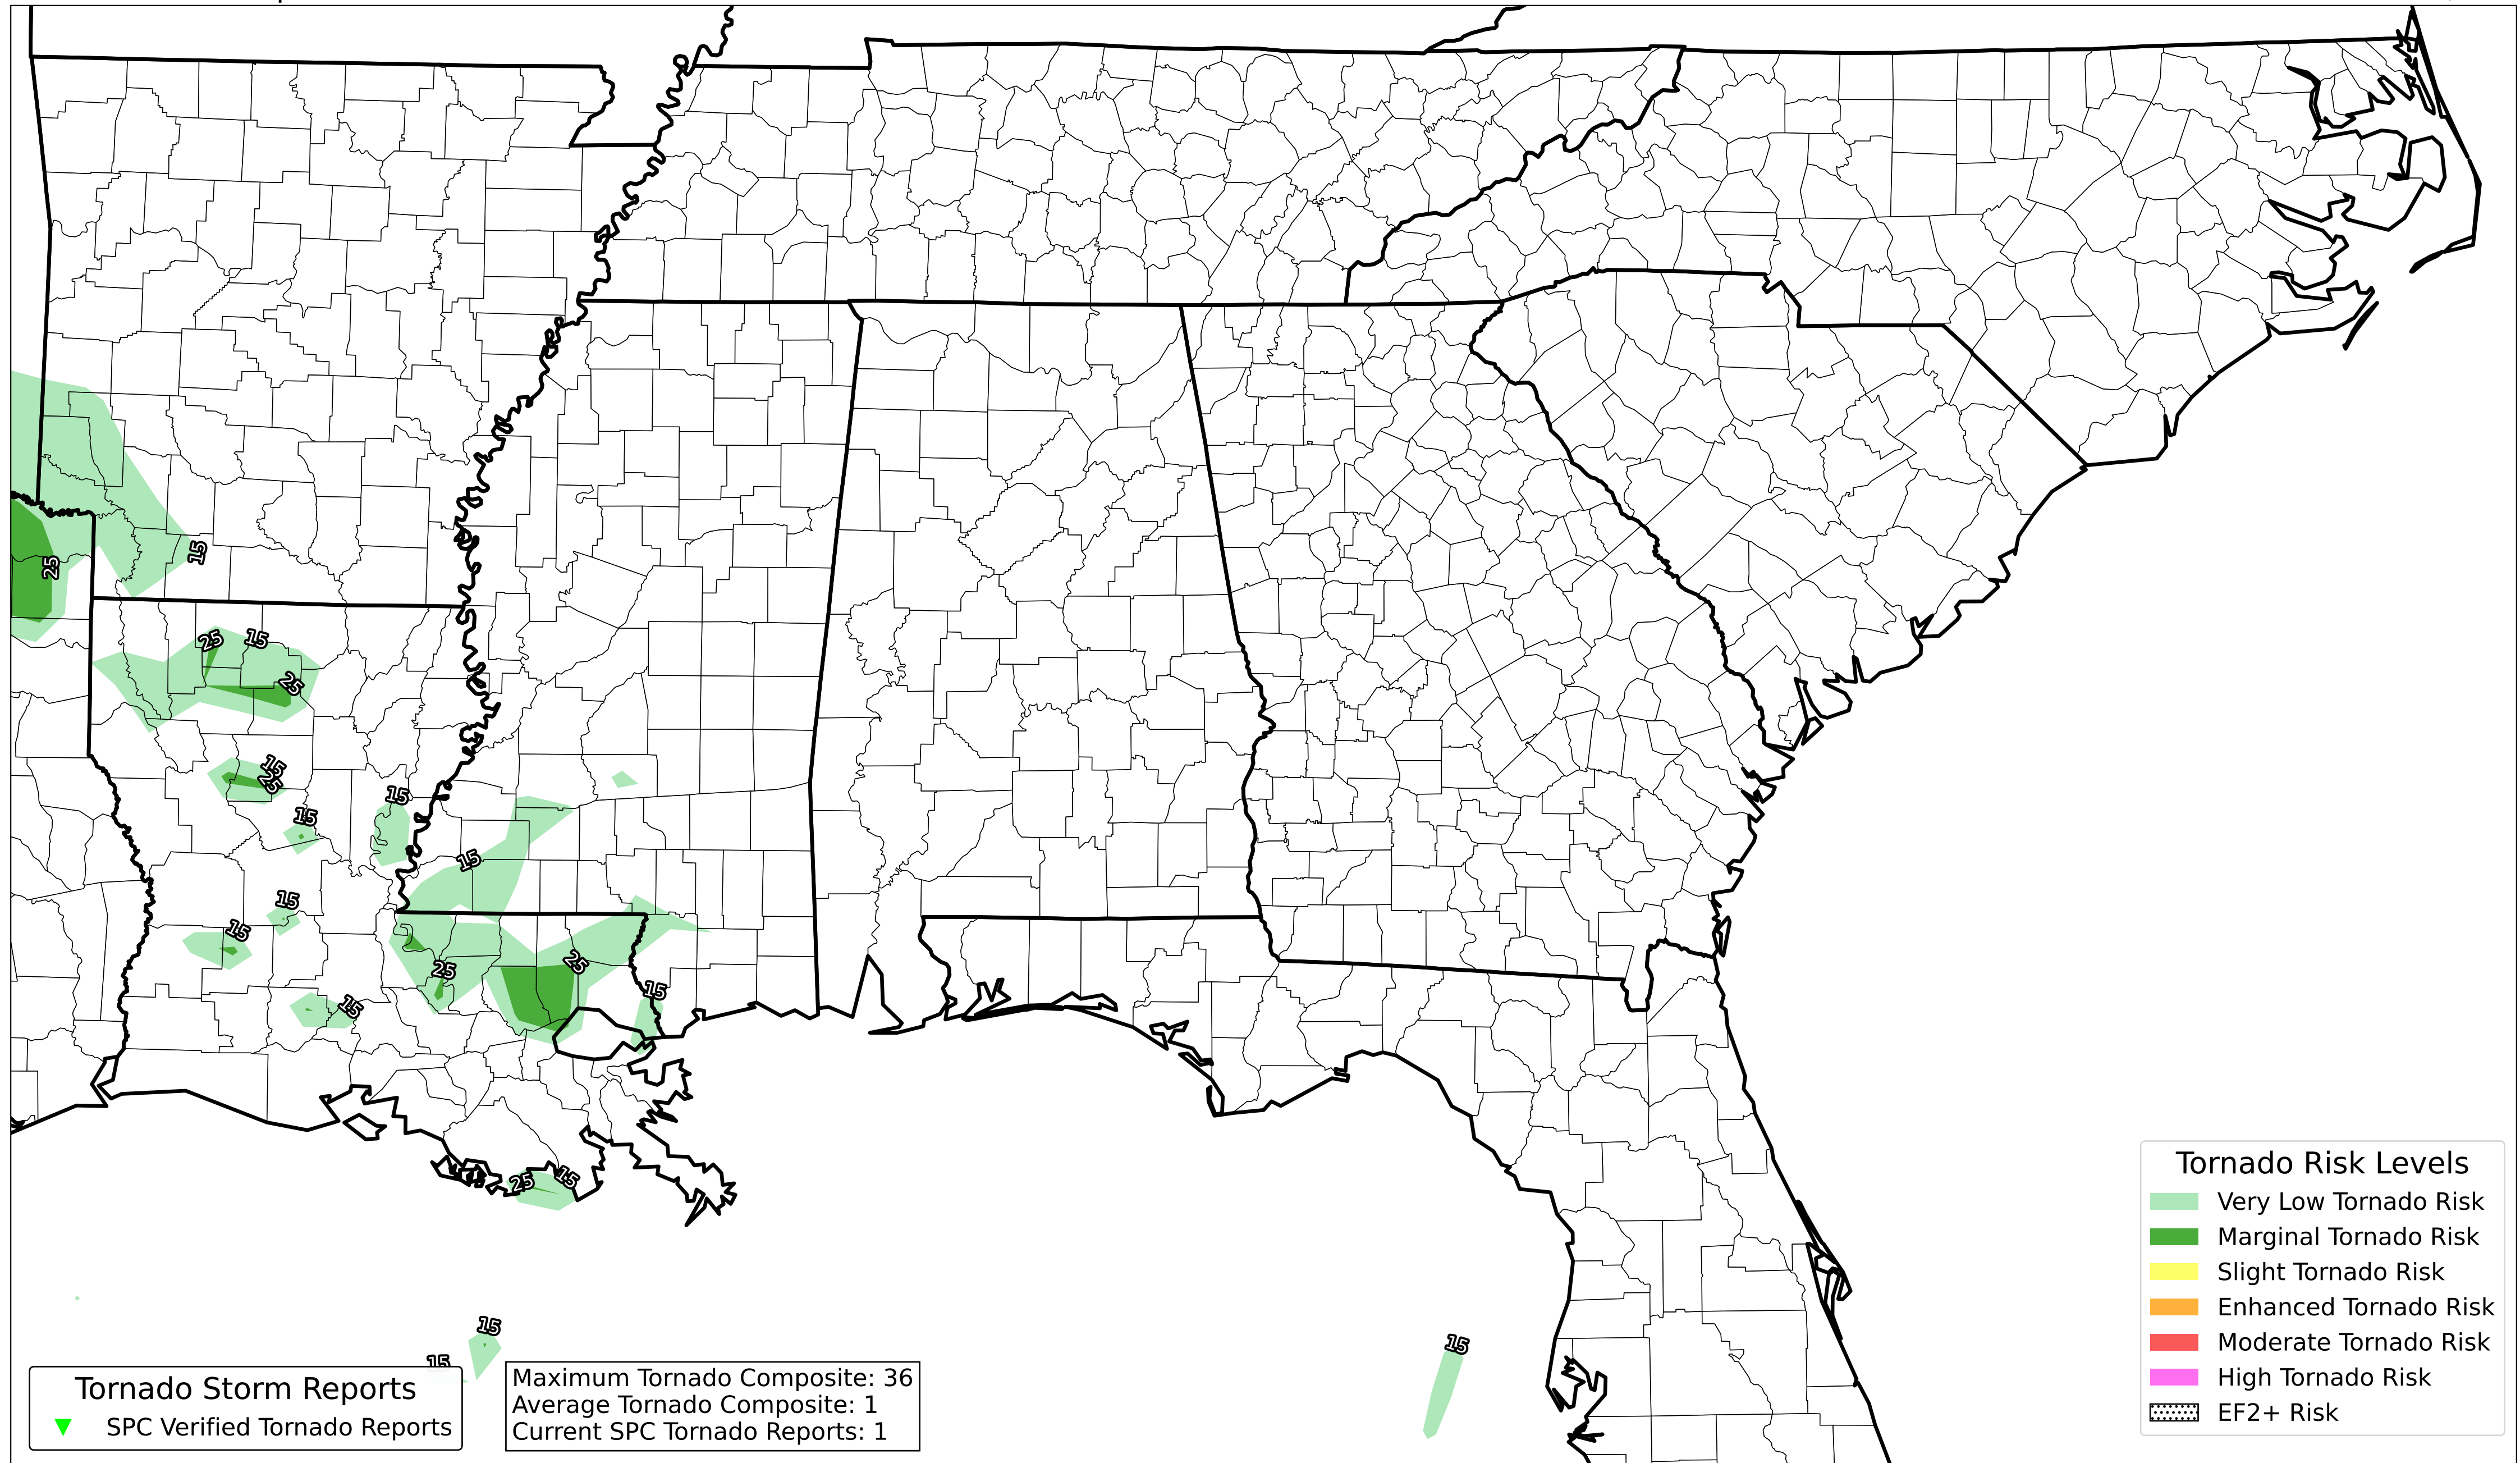 15
25
25
15
25
15
25
15
15
15
15
15
25
25
15
15
25
15
15
15
15
Tornado Storm Reports
SPC Verified Tornado Reports
Maximum Tornado Composite: 36
Average Tornado Composite: 1
Current SPC Tornado Reports: 1
Tornado Risk Levels
Very Low Tornado Risk
Marginal Tornado Risk
Slight Tornado Risk
Enhanced Tornado Risk
Moderate Tornado Risk
High Tornado Risk
EF2+ Risk